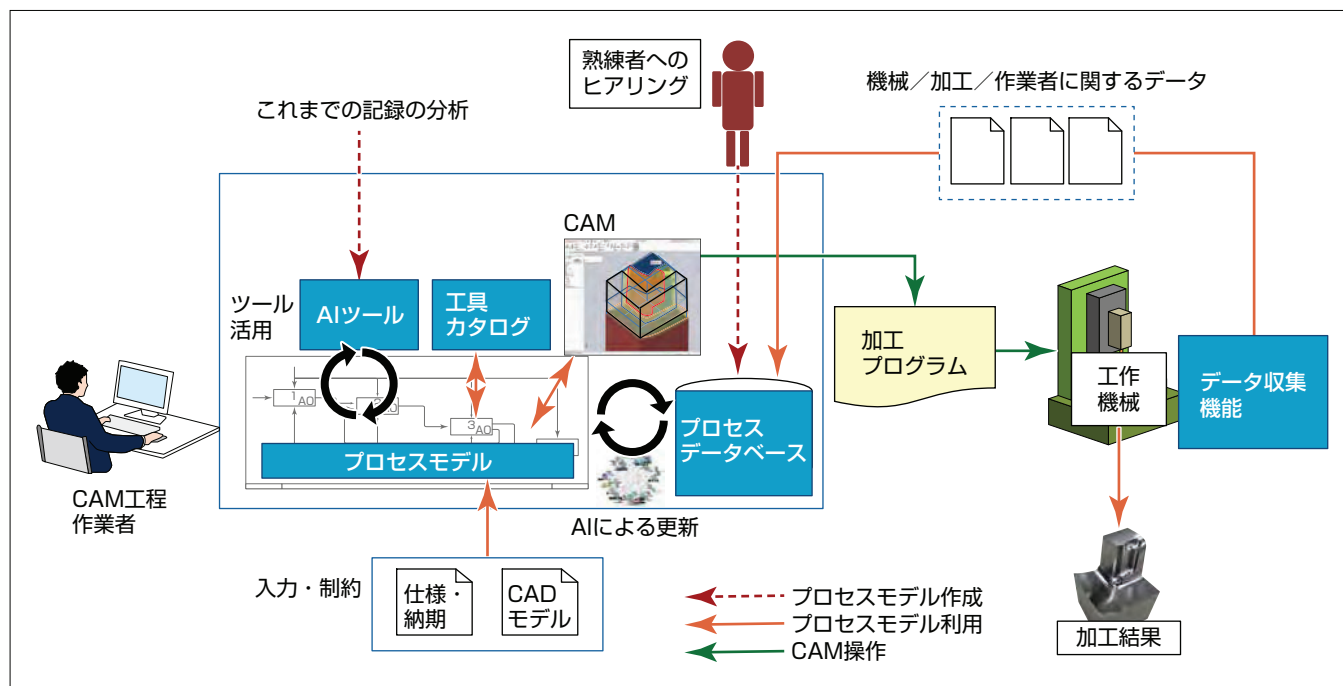 熟練者への
ヒアリング
機械／加工／作業者に関するデータ
これまでの記録の分析
CAM
ツール
活用
AIツール
工具
カタログ
加工
プログラム
工作
機械
データ収集
機能
1
A0
3
A0
プロセスモデル
プロセス
データベース
CAM工程
作業者
AIによる更新
入力・制約
仕様・
納期
CAD
モデル
プロセスモデル作成
プロセスモデル利用
CAM操作
加工結果